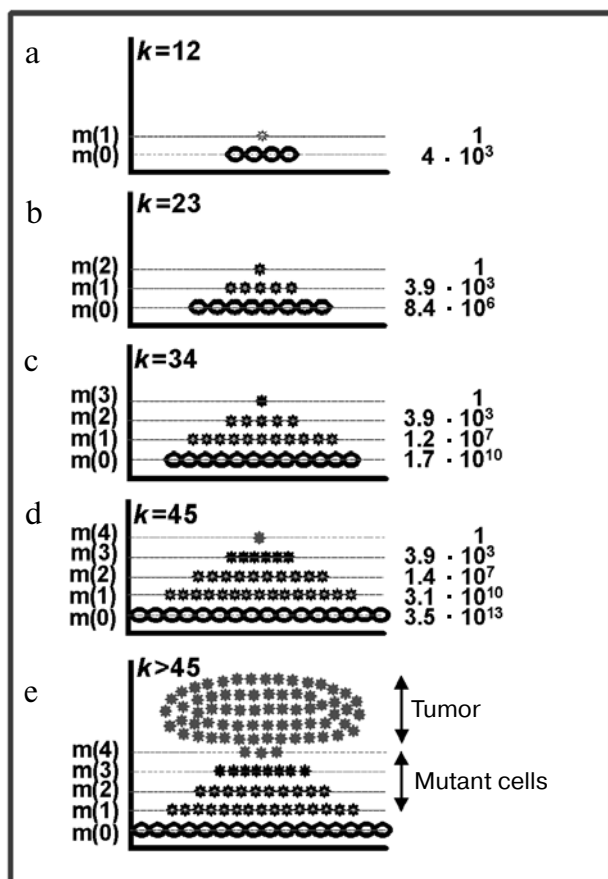 a
k=12
m(1) 1
m(0) 4 · 10³
b
k=23
m(2) 1
m(1) 3.9 · 10³
m(0) 8.4 · 10⁶
c
k=34
m(3) 1
m(2) 3.9 · 10³
m(1) 1.2 · 10⁷
m(0) 1.7 · 10¹⁰
d
k=45
m(4) 1
m(3) 3.9 · 10³
m(2) 1.4 · 10⁷
m(1) 3.1 · 10¹⁰
m(0) 3.5 · 10¹³
e
k>45
Tumor
m(4)
m(3)
Mutant cells
m(2)
m(1)
m(0)